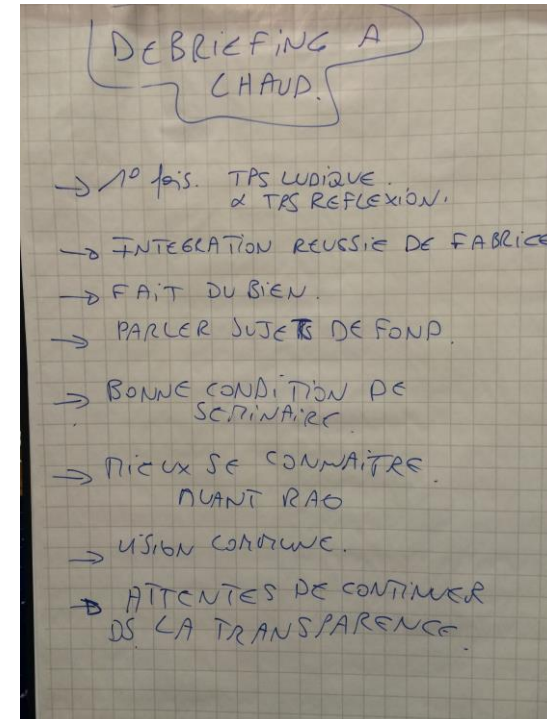 DEBRIEFING A
CHAUD.
→ 1° fois. TPS LUDIQUE.
& TPS REFLEXION.
→ INTEGRATION REUSSIE DE FABRICE
→ FAIT DU BIEN.
→ PARLER SUJETS DE FOND.
→ BONNE CONDITION DE
SEMINAIRE
→ MIEUX SE CONNAITRE.
AVANT RAO
→ VISION COMMUNE.
→ ATTENTES DE CONTINUER
DS LA TRANSPARENCE.